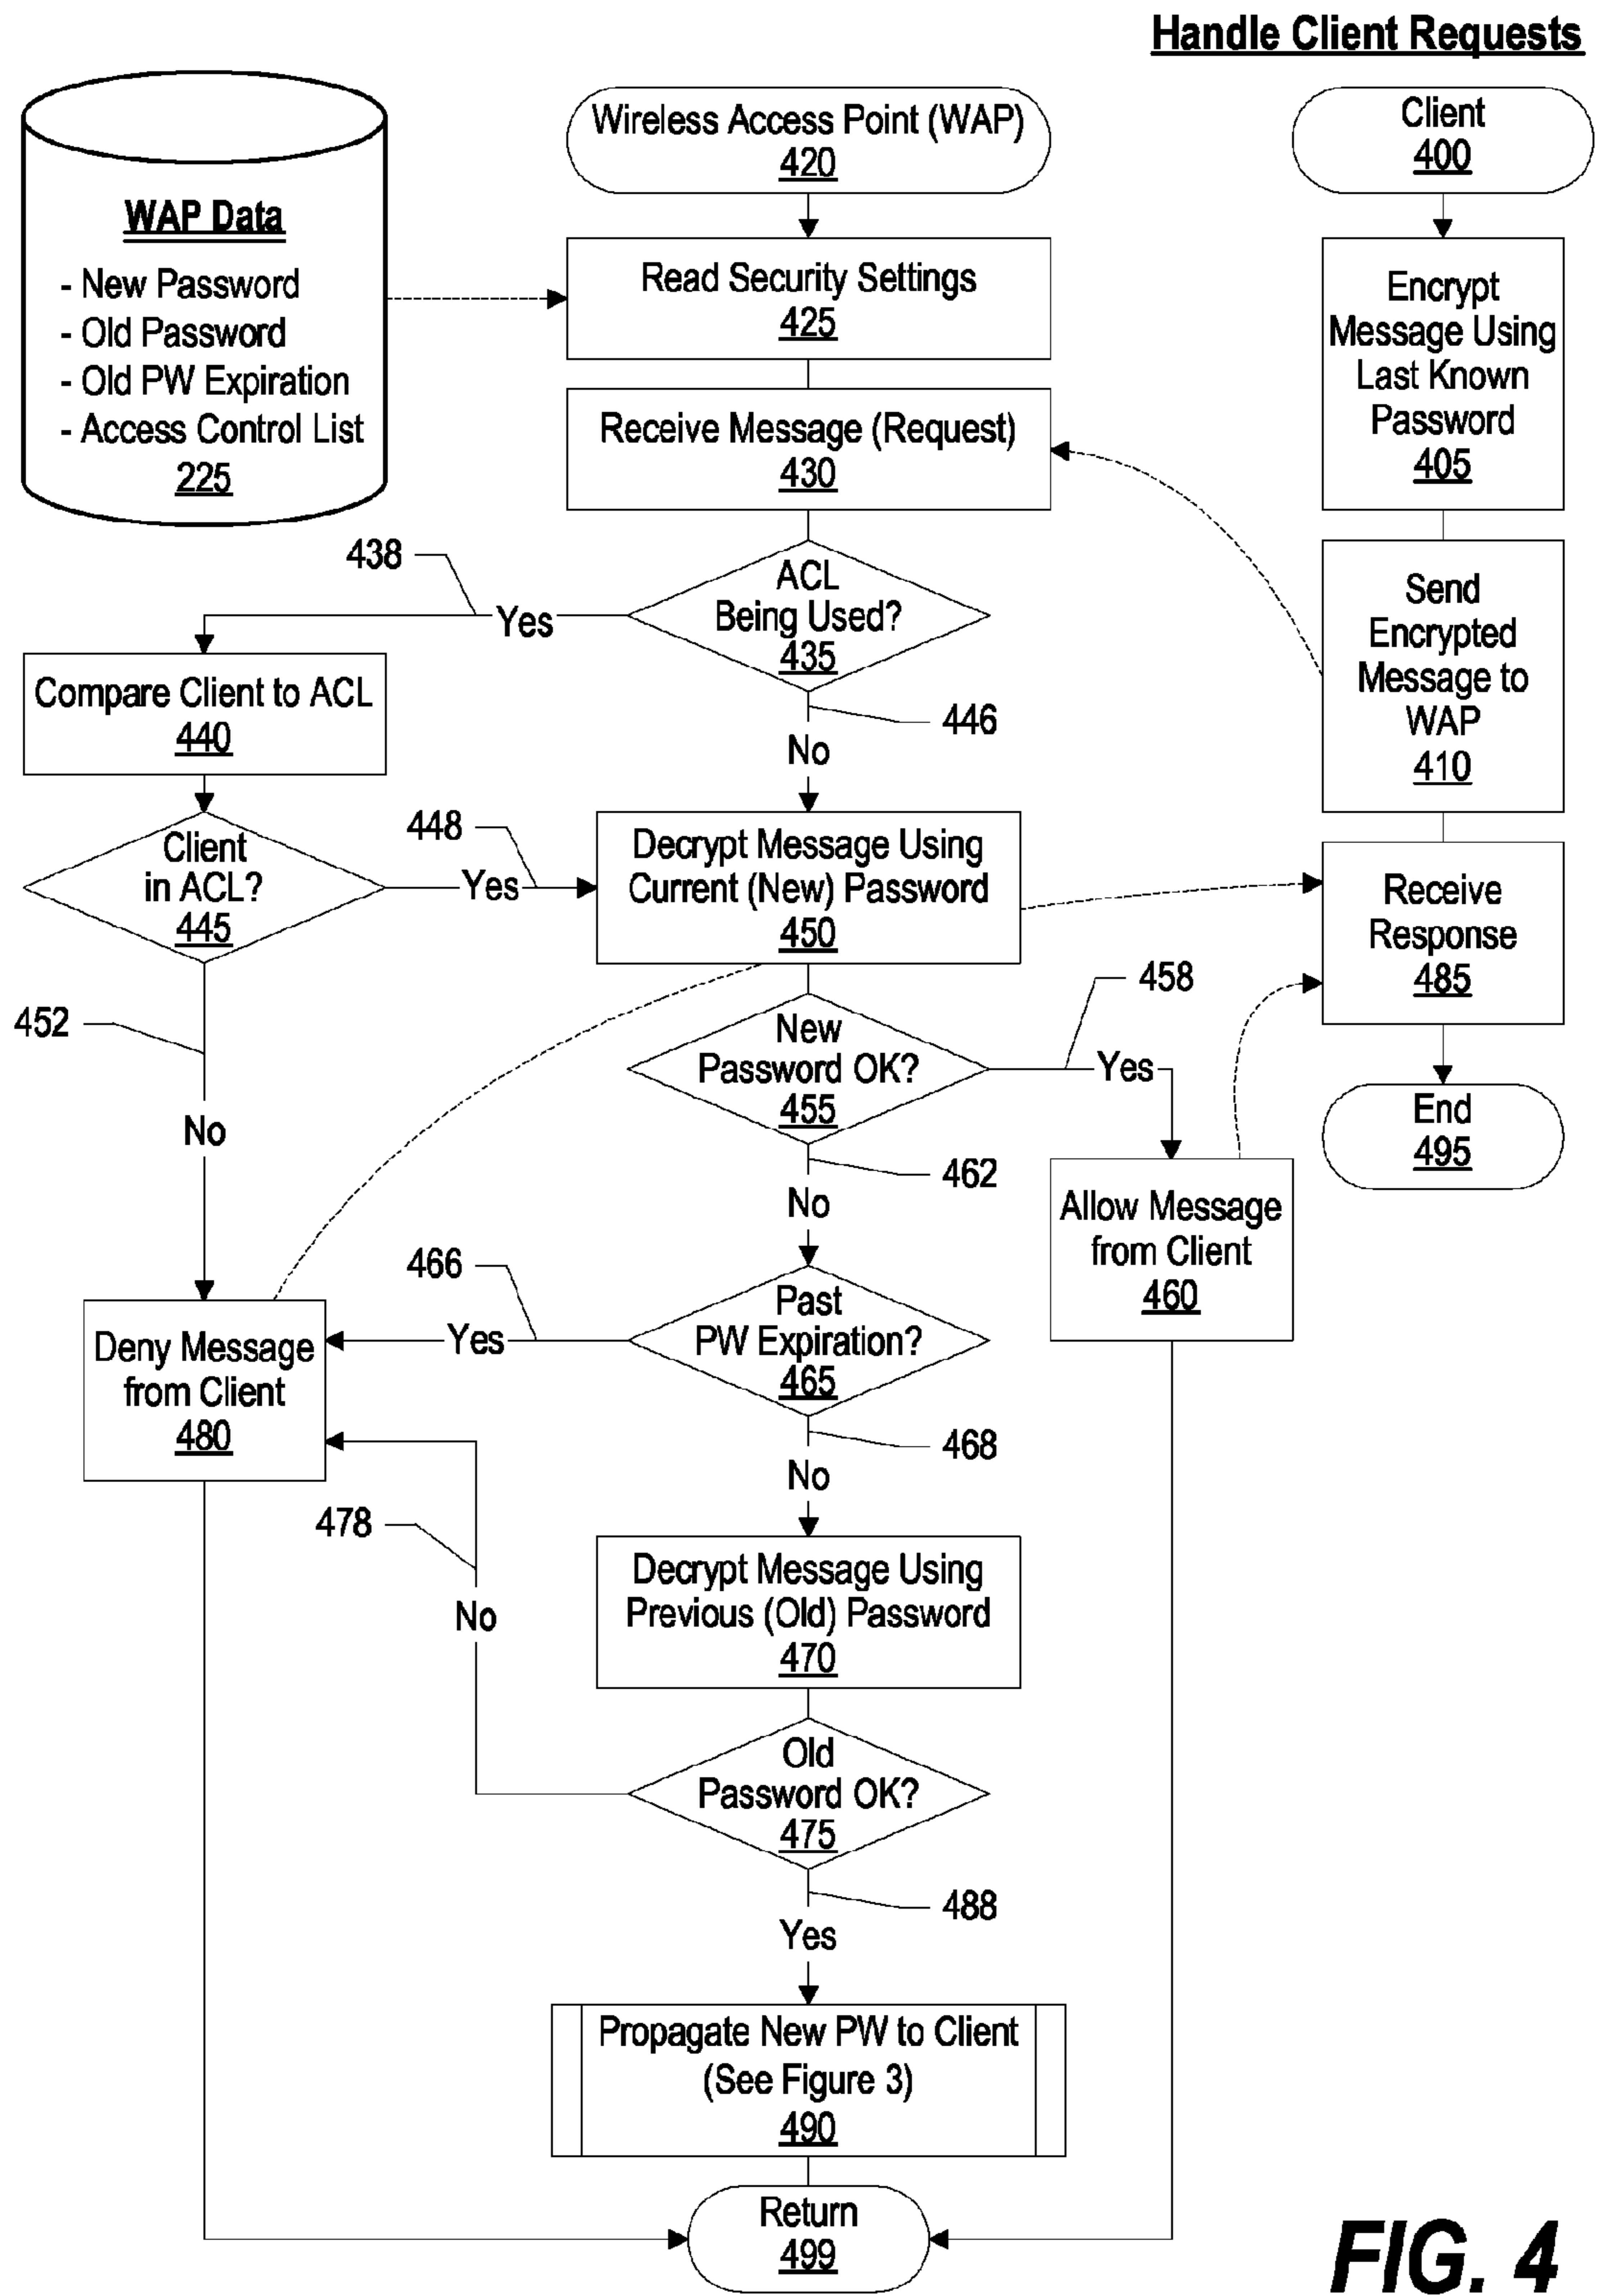 Handle Client Requests
WAP Data
- New Password
- Old Password
- Old PW Expiration
- Access Control List
225
Wireless Access Point (WAP)
420
Client
400
Read Security Settings
425
Encrypt
Message Using
Last Known
Password
405
Receive Message (Request)
430
438
Yes
ACL
Being Used?
435
446
No
Send
Encrypted
Message to
WAP
410
Compare Client to ACL
440
Client
in ACL?
445
448
Yes
Decrypt Message Using
Current (New) Password
450
Receive
Response
485
452
No
New
Password OK?
455
458
Yes
End
495
462
No
Allow Message
from Client
460
466
Yes
Past
PW Expiration?
465
Deny Message
from Client
480
468
No
478
No
Decrypt Message Using
Previous (Old) Password
470
Old
Password OK?
475
488
Yes
Propagate New PW to Client
(See Figure 3)
490
Return
499
FIG. 4